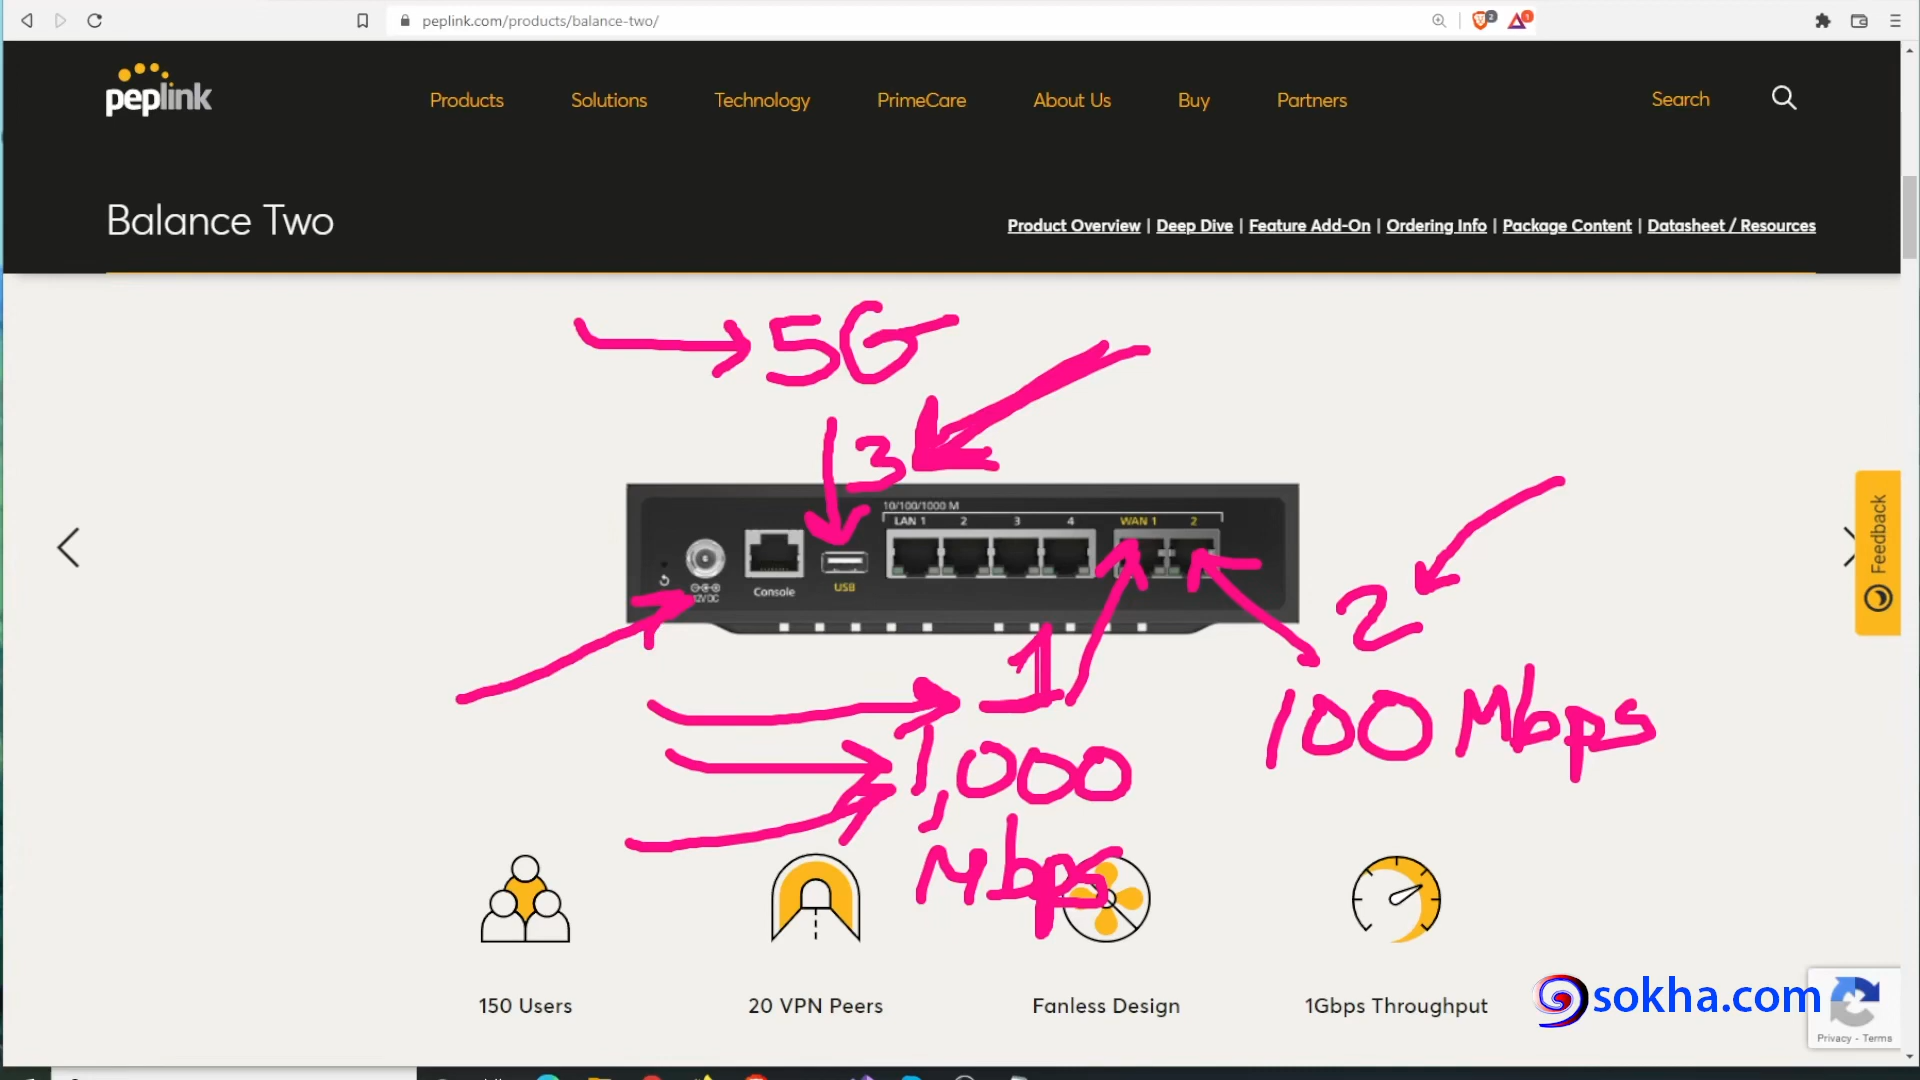 peplink.com/products/balance-two/
2
1
peplink
Products Solutions Technology PrimeCare About Us Buy Partners Search
Balance Two
Product Overview | Deep Dive | Feature Add-On | Ordering Info | Package Content | Datasheet / Resources
5G
3
10/100/1000 M
LAN 1 2 3 4 WAN 1 2
12VDC
Console
USB
2
1
100 Mbps
1,000
Mbps
Feedback
150 Users
20 VPN Peers
Fanless Design
1Gbps Throughput
sokha.com
Privacy - Terms